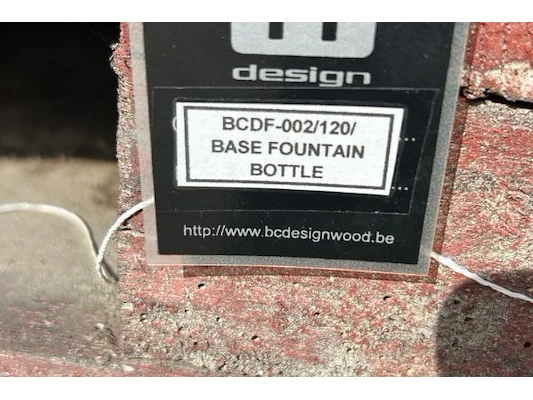 design
BCDF-002/120/
BASE FOUNTAIN
BOTTLE
http://www.bcdesignwood.be